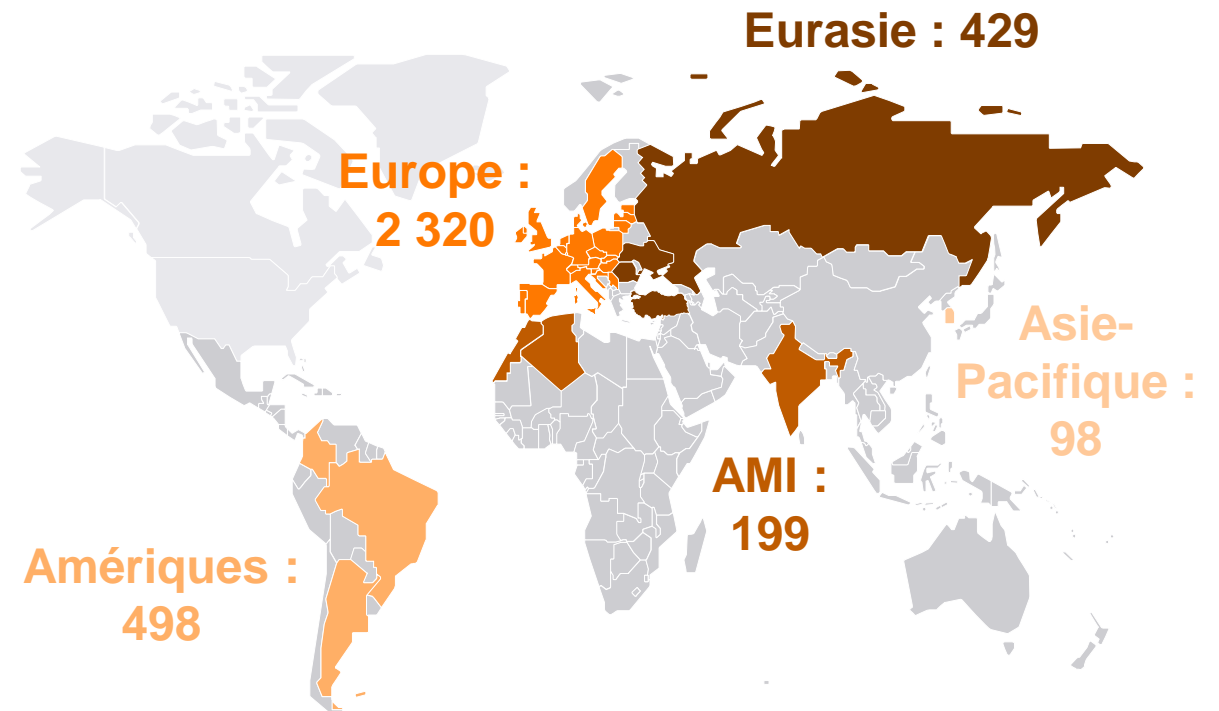 Eurasie : 429
Europe :
2 320
Asie-
Pacifique :
98
AMI :
199
Amériques :
498